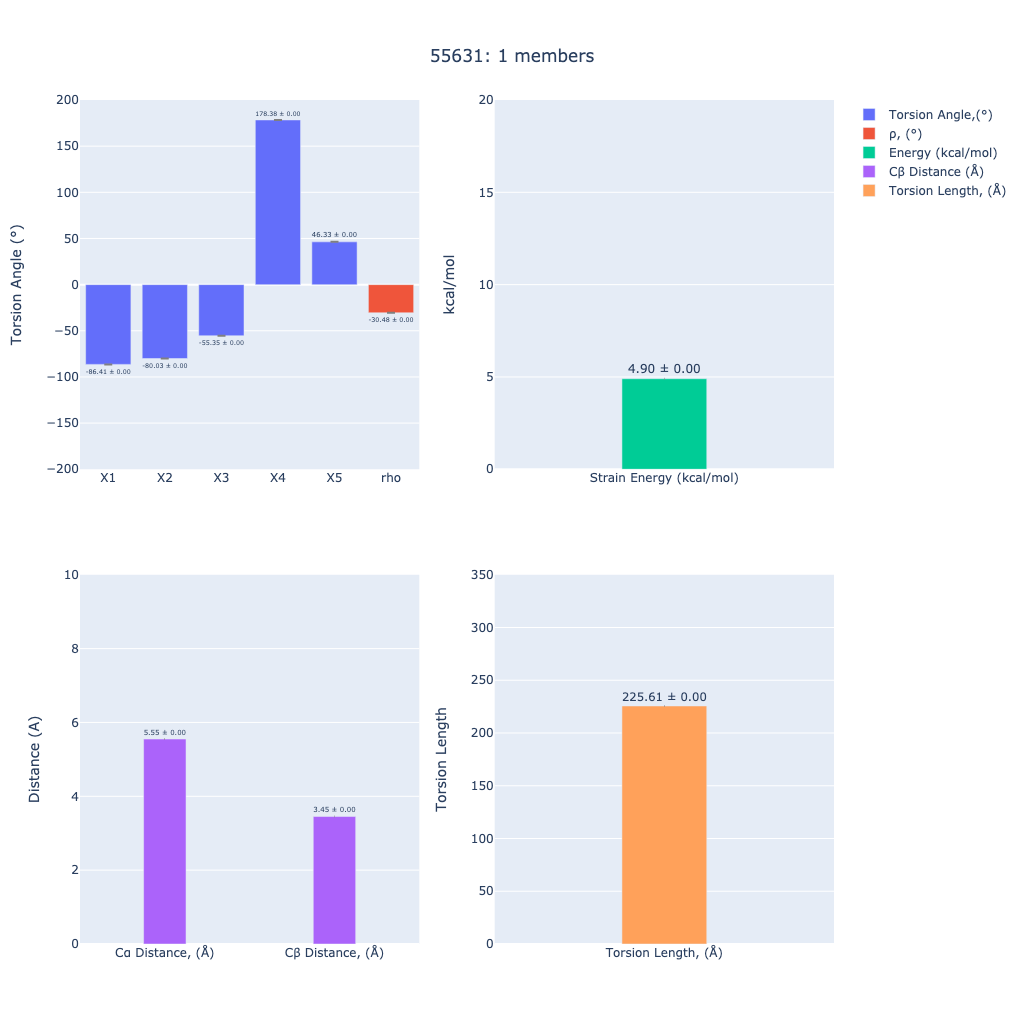 55631: 1 members
200
150
100
50
0
−50
−100
−150
−200
Torsion Angle (°)
178.38 ± 0.00
46.33 ± 0.00
-86.41 ± 0.00
-80.03 ± 0.00
-55.35 ± 0.00
-30.48 ± 0.00
X1 X2 X3 X4 X5 rho
20
15
10
5
0
kcal/mol
4.90 ± 0.00
Strain Energy (kcal/mol)
Torsion Angle,(°)
ρ, (°)
Energy (kcal/mol)
Cβ Distance (Å)
Torsion Length, (Å)
10
8
6
4
2
0
Distance (A)
5.55 ± 0.00
3.45 ± 0.00
Cα Distance, (Å) Cβ Distance, (Å)
350
300
250
200
150
100
50
0
Torsion Length
225.61 ± 0.00
Torsion Length, (Å)